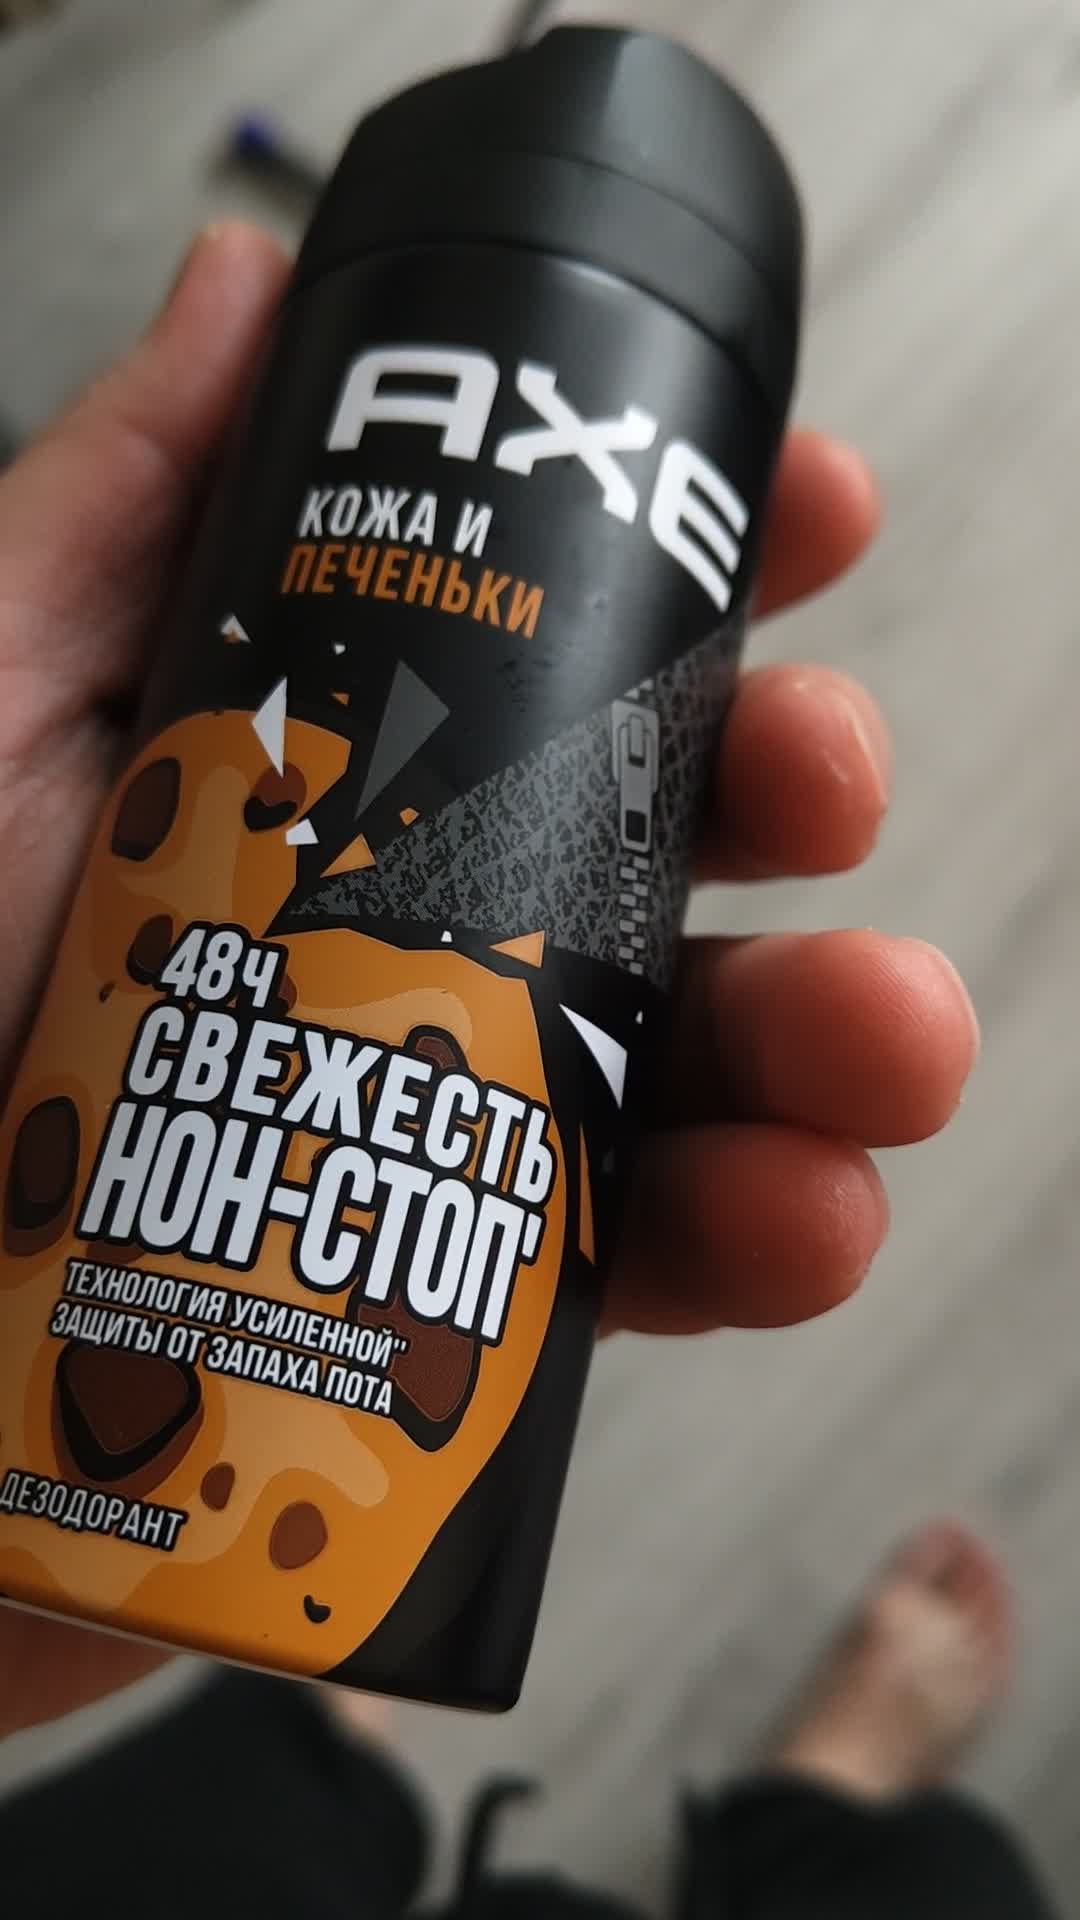 AXE
КОЖА И
ПЕЧЕНЬКИ
48ч
СВЕЖЕСТЬ
НОН-СТОП'
ТЕХНОЛОГИЯ УСИЛЕННОЙ"
ЗАЩИТЫ ОТ ЗАПАХА ПОТА
ДЕЗОДОРАНТ